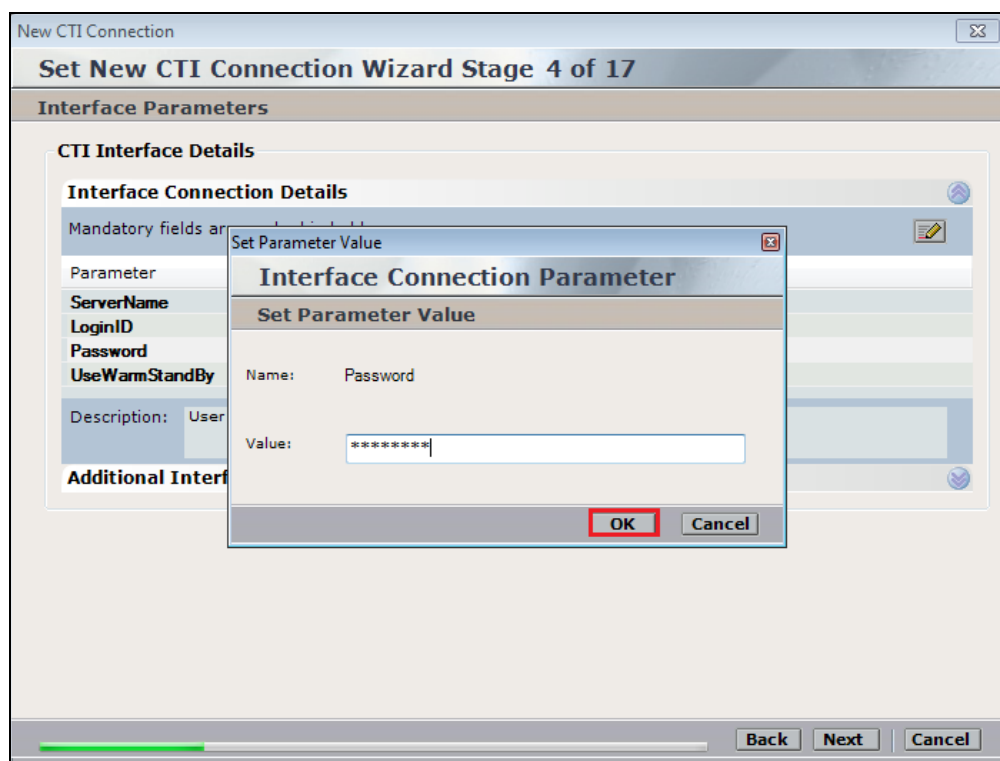 New CTI Connection
Set New CTI Connection Wizard Stage 4 of 17
Interface Parameters
CTI Interface Details
Interface Connection Details
Mandatory fields
Set Parameter Value
Parameter
Interface Connection Parameter
ServerName
Set Parameter Value
LoginID
Password
UseWarmStandBy
Name: Password
Description: User
Value: ********
Additional Interf
OK Cancel
Back Next Cancel